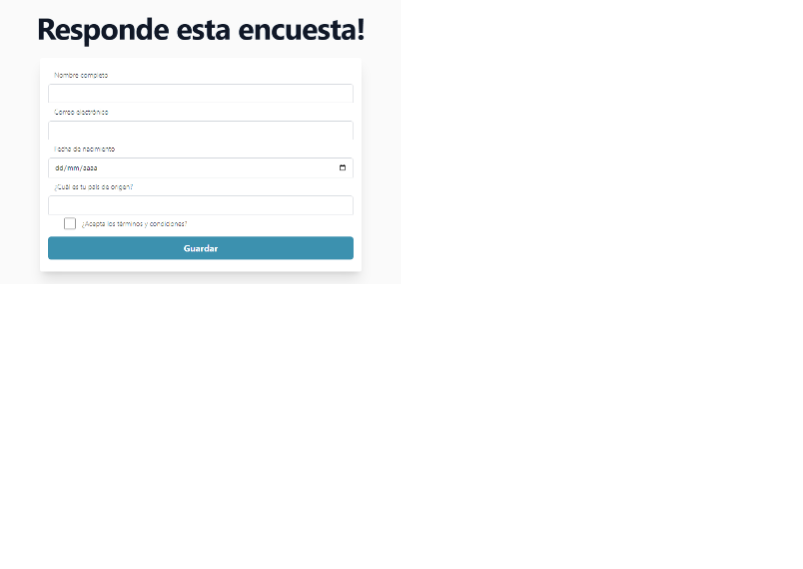 Responde esta encuesta!
Nombre completo
Correo electrónico
Fecha de nacimiento
dd/mm/aaaa
¿Cuál es tu país de origen?
¿Acepta los términos y condiciones?
Guardar